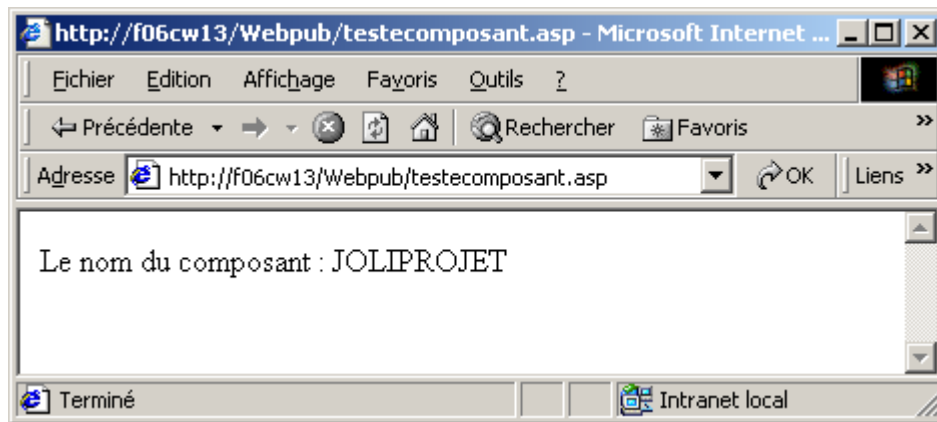 http://f06cw13/Webpub/testecomposant.asp - Microsoft Internet ...
Fichier Edition Affichage Favoris Outils ?
Précédente Rechercher Favoris »
Adresse http://f06cw13/Webpub/testecomposant.asp OK Liens »
Le nom du composant : JOLIPROJET
Terminé Intranet local